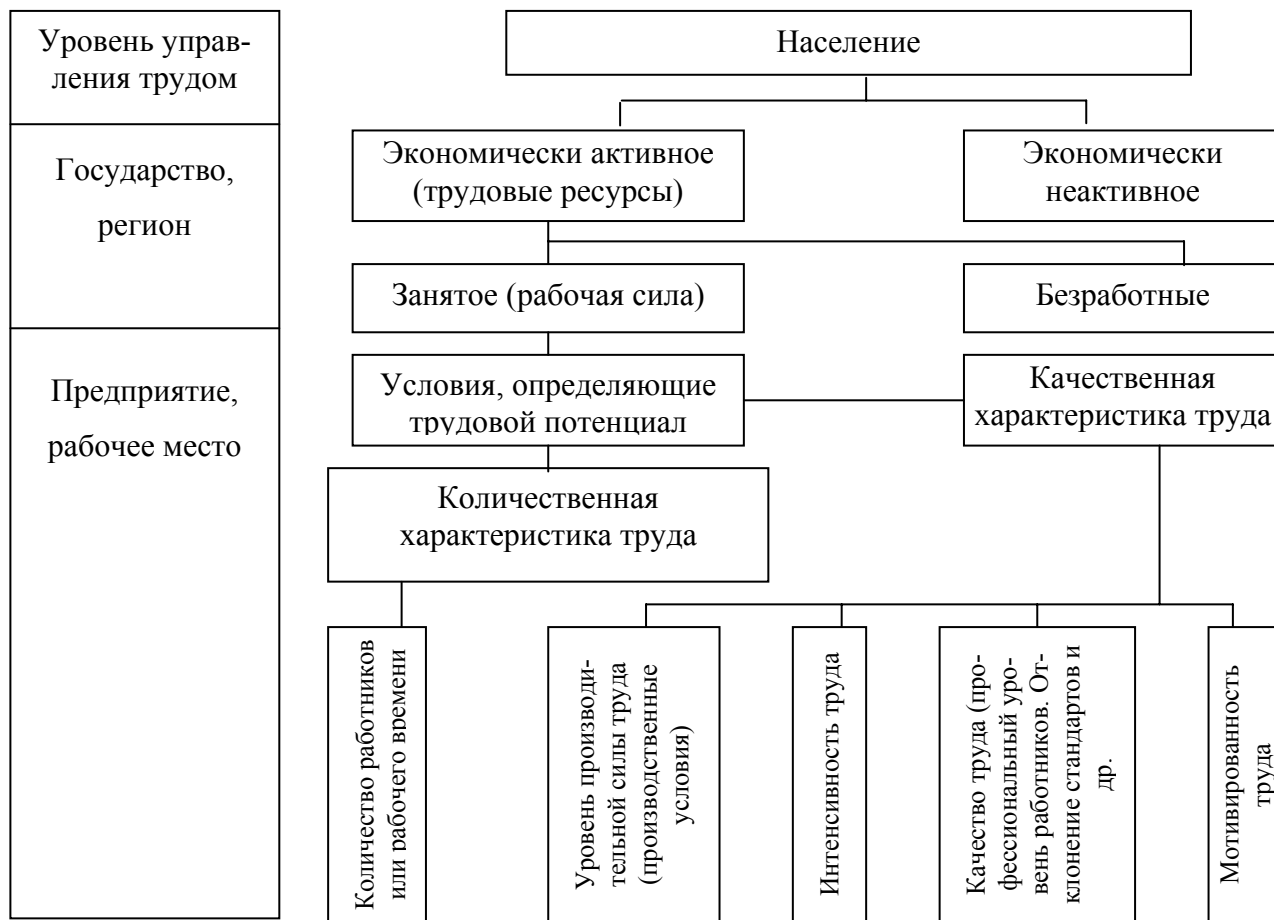 Уровень управ-
ления трудом
Население
Государство,
регион
Экономически активное
(трудовые ресурсы)
Экономически
неактивное
Занятое (рабочая сила)
Безработные
Предприятие,
рабочее место
Условия, определяющие
трудовой потенциал
Качественная
характеристика труда
Количественная
характеристика труда
Количество работников
или рабочего времени
Уровень производи-
тельной силы труда
(производственные
условия)
Интенсивность труда
Качество труда (про-
фессиональный уро-
вень работников. От-
клонение стандартов и
др.
Мотивированность
труда